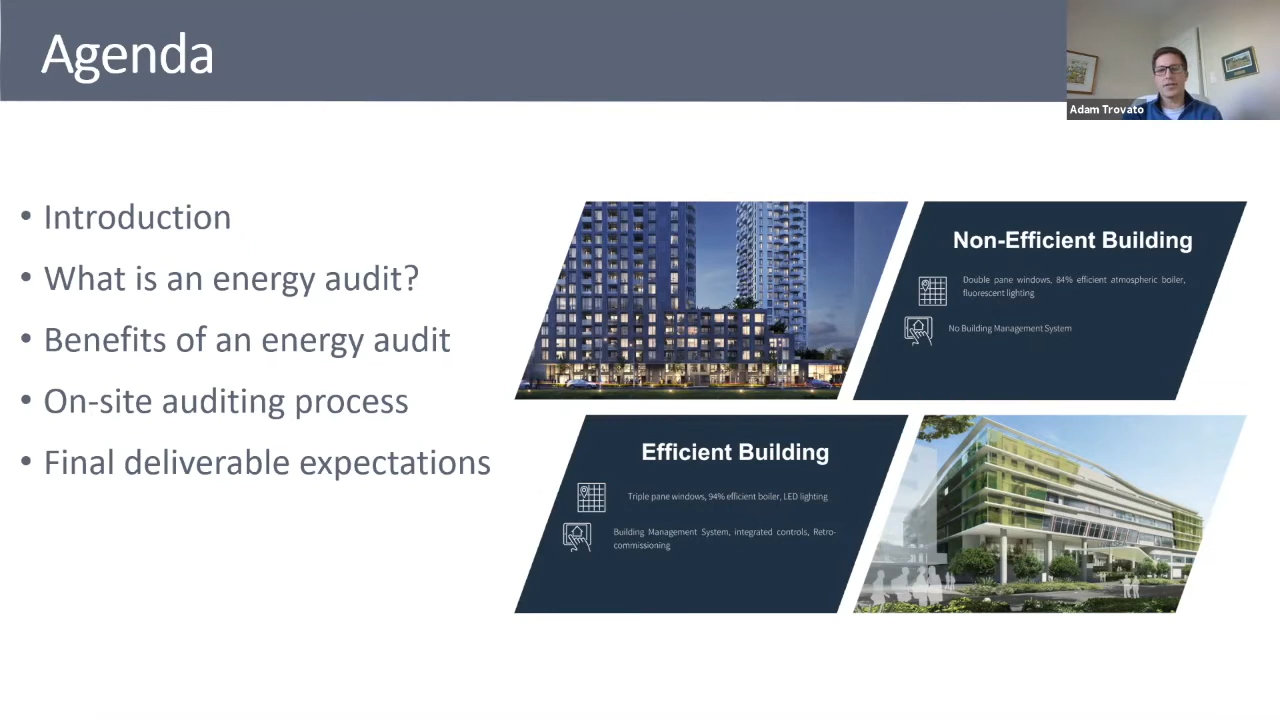 Agenda
Adam Trovato
• Introduction
• What is an energy audit?
• Benefits of an energy audit
• On-site auditing process
• Final deliverable expectations
Non-Efficient Building
Double pane windows, 84% efficient atmospheric boiler,
fluorescent lighting
No Building Management System
Efficient Building
Triple pane windows, 94% efficient boiler, LED lighting
Building Management System, integrated controls, Retro-
commissioning